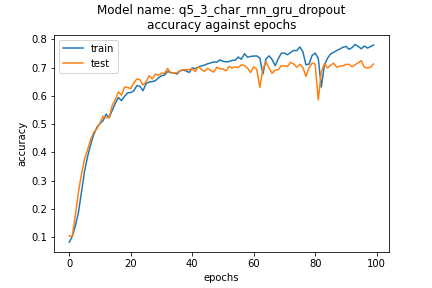 Model name: q5_3_char_rnn_gru_dropout
accuracy against epochs
0.8
0.7
0.6
0.5
0.4
0.3
0.2
0.1
accuracy
train
test
0 20 40 60 80 100
epochs